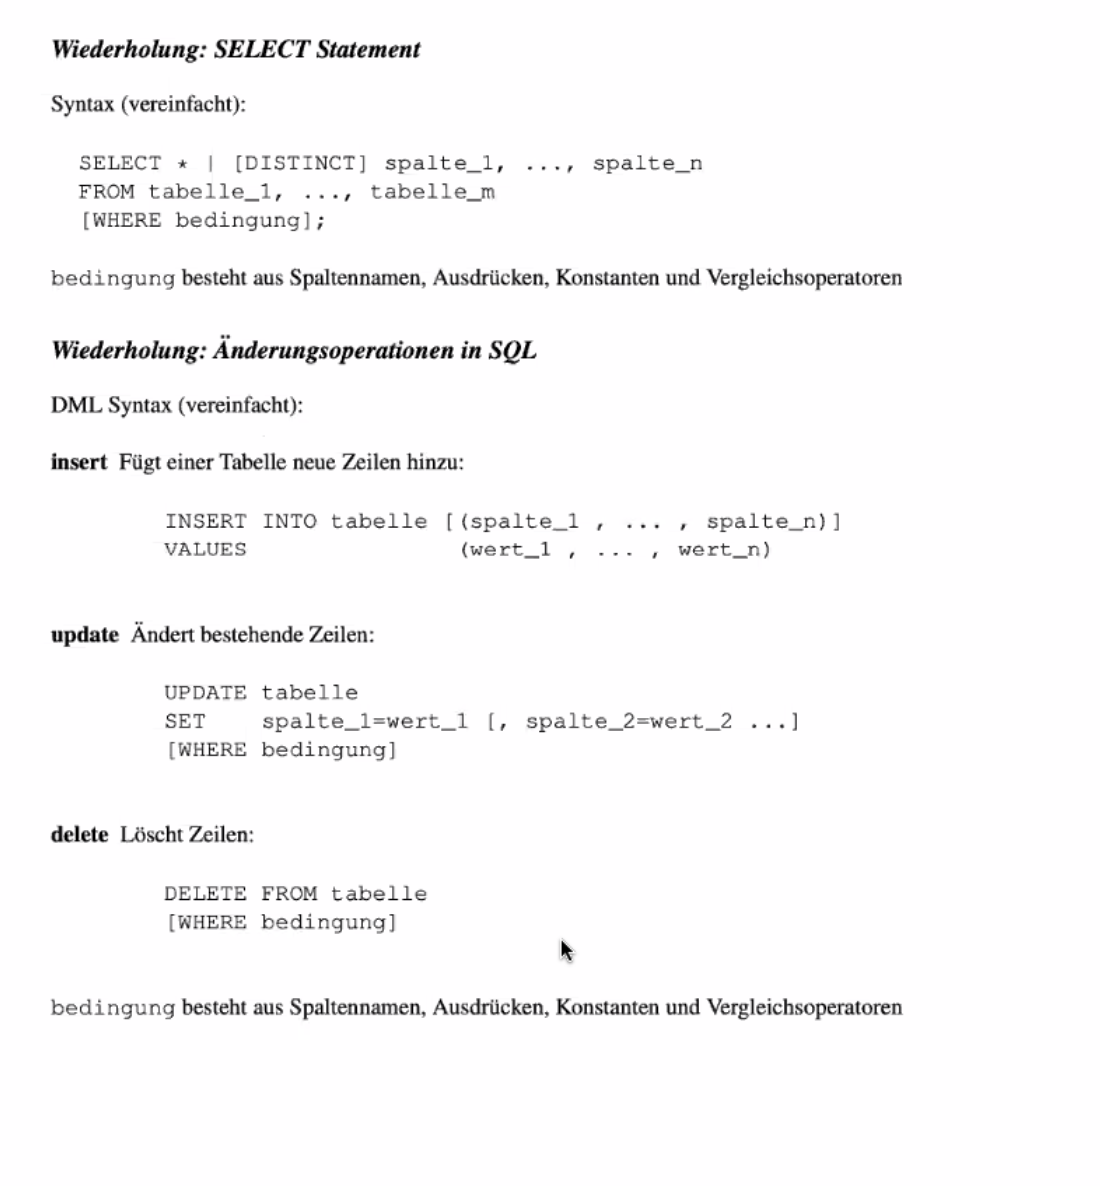 Wiederholung: SELECT Statement
Syntax (vereinfacht):
SELECT * | [DISTINCT] spalte_1, ..., spalte_n
FROM tabelle_1, ..., tabelle_m
[WHERE bedingung];
bedingung besteht aus Spaltennamen, Ausdrücken, Konstanten und Vergleichsoperatoren
Wiederholung: Änderungsoperationen in SQL
DML Syntax (vereinfacht):
insert Fügt einer Tabelle neue Zeilen hinzu:
INSERT INTO tabelle [(spalte_1 , ... , spalte_n)]
VALUES (wert_1 , ... , wert_n)
update Ändert bestehende Zeilen:
UPDATE tabelle
SET spalte_1=wert_1 [, spalte_2=wert_2 ...]
[WHERE bedingung]
delete Löscht Zeilen:
DELETE FROM tabelle
[WHERE bedingung]
bedingung besteht aus Spaltennamen, Ausdrücken, Konstanten und Vergleichsoperatoren